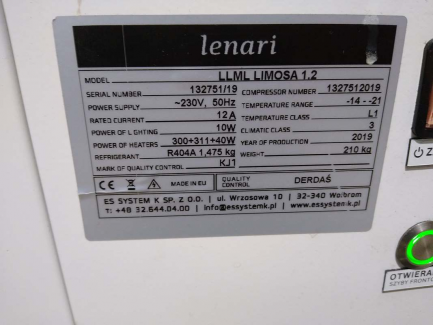 lenari
MODEL LLML LIMOSA 1.2
SERIAL NUMBER 132751/19 COMPRESSOR NUMBER 1327512019
POWER SUPPLY ~230V, 50Hz TEMPERATURE RANGE -14 - -21
RATED CURRENT 12A TEMPERATURE CLASS L1
POWER OF LIGHTING 10W CLIMATIC CLASS 3
POWER OF HEATERS 300+311+40W YEAR OF PRODUCTION 2019
REFRIGERANT R404A 1,475 kg WEIGHT 210 kg
MARK OF QUALITY CONTROL KJ1
CE MADE IN EU QUALITY CONTROL DERDAŚ
ES SYSTEM K SP. Z O.O. | ul. Wrzosowa 10 | 32-340 Wolbrom
T: +48 32.644.04.00 | info@essystemk.pl | www.essystemk.pl
OTWIERA
SZYBY FRONT